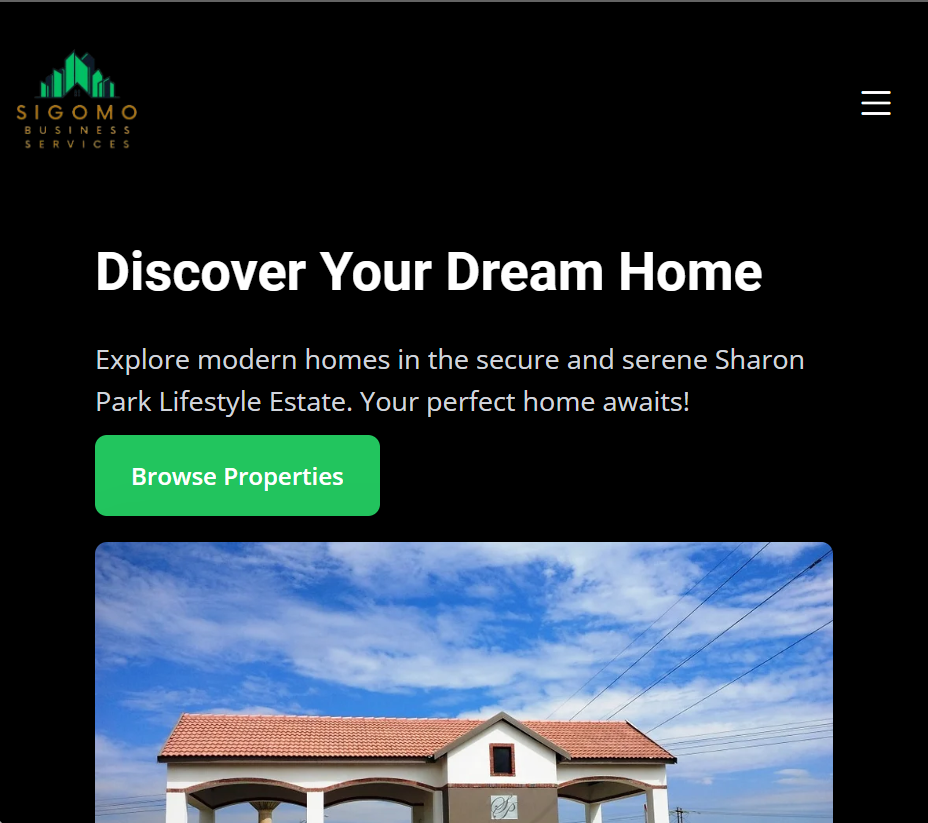 SIGOMO
BUSINESS
SERVICES
Discover Your Dream Home
Explore modern homes in the secure and serene Sharon
Park Lifestyle Estate. Your perfect home awaits!
Browse Properties